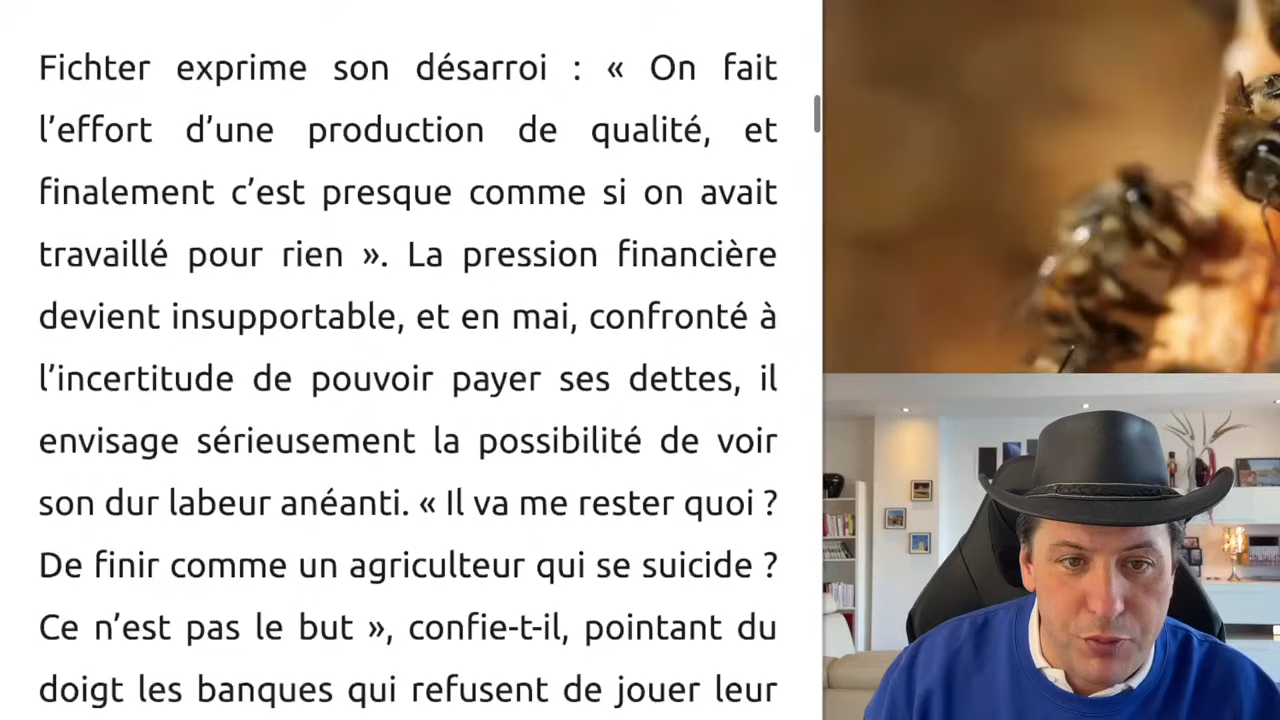 Fichter exprime son désarroi : « On fait
l’effort d’une production de qualité, et
finalement c’est presque comme si on avait
travaillé pour rien ». La pression financière
devient insupportable, et en mai, confronté à
l’incertitude de pouvoir payer ses dettes, il
envisage sérieusement la possibilité de voir
son dur labeur anéanti. « Il va me rester quoi ?
De finir comme un agriculteur qui se suicide ?
Ce n’est pas le but », confie-t-il, pointant du
doigt les banques qui refusent de jouer leur